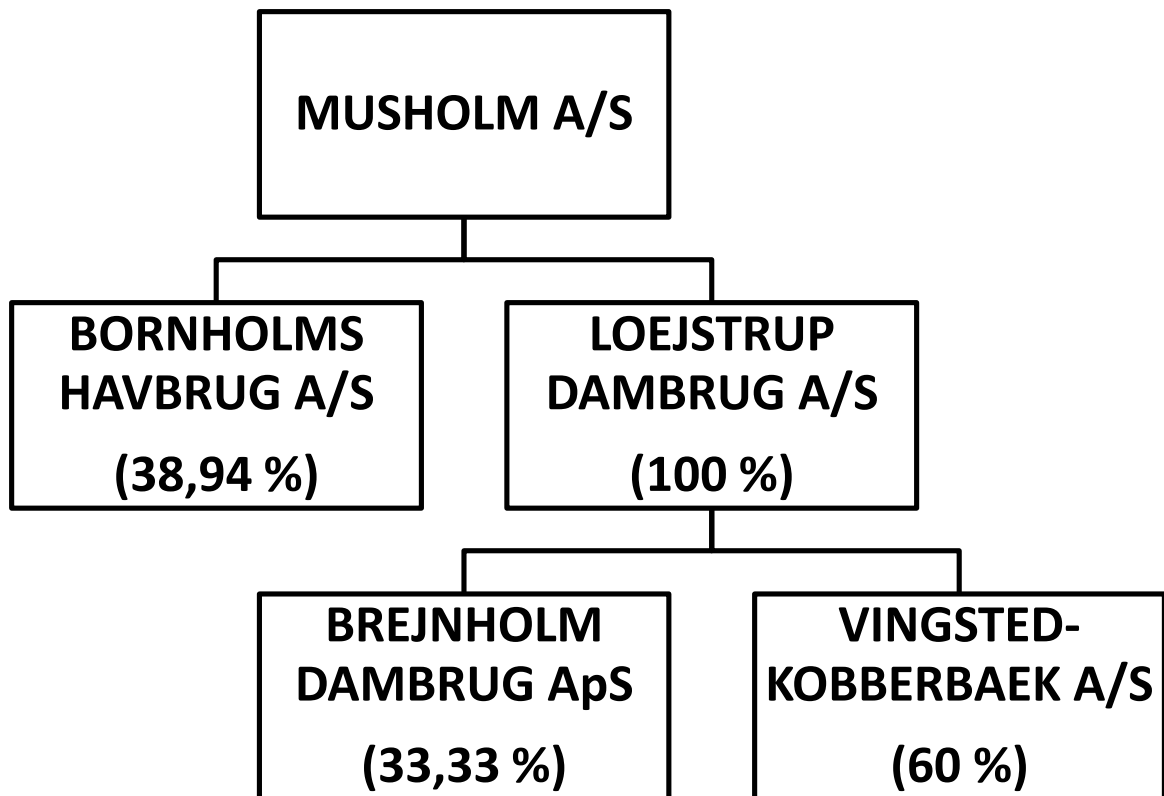 MUSHOLM A/S
BORNHOLMS
HAVBRUG A/S
(38,94 %)
LOEJSTRUP
DAMBRUG A/S
(100 %)
BREJNHOLM
DAMBRUG ApS
(33,33 %)
VINGSTED-
KOBBERBAEK A/S
(60 %)